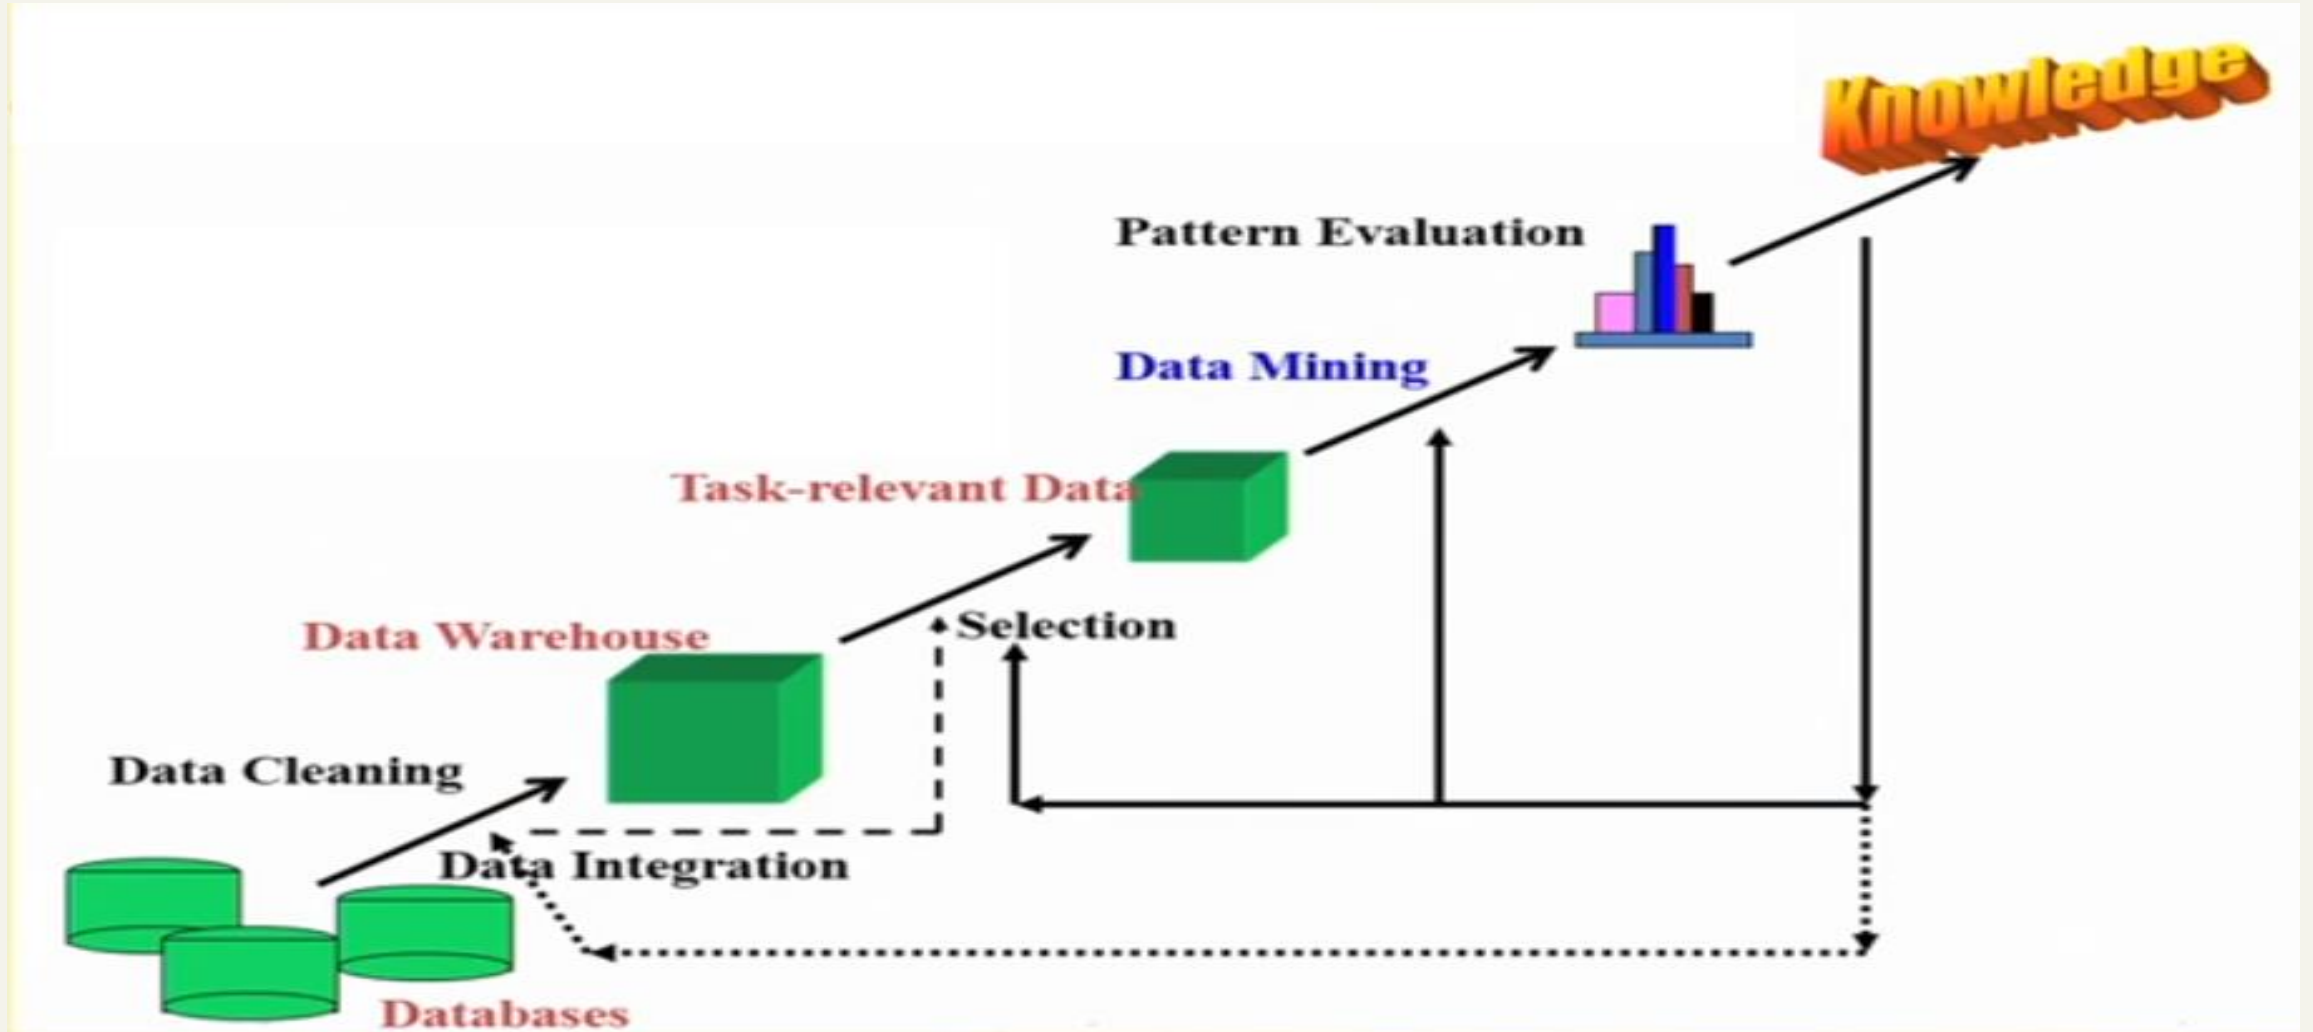 Knowledge
Pattern Evaluation
Data Mining
Task-relevant Data
Selection
Data Warehouse
Data Cleaning
Data Integration
Databases